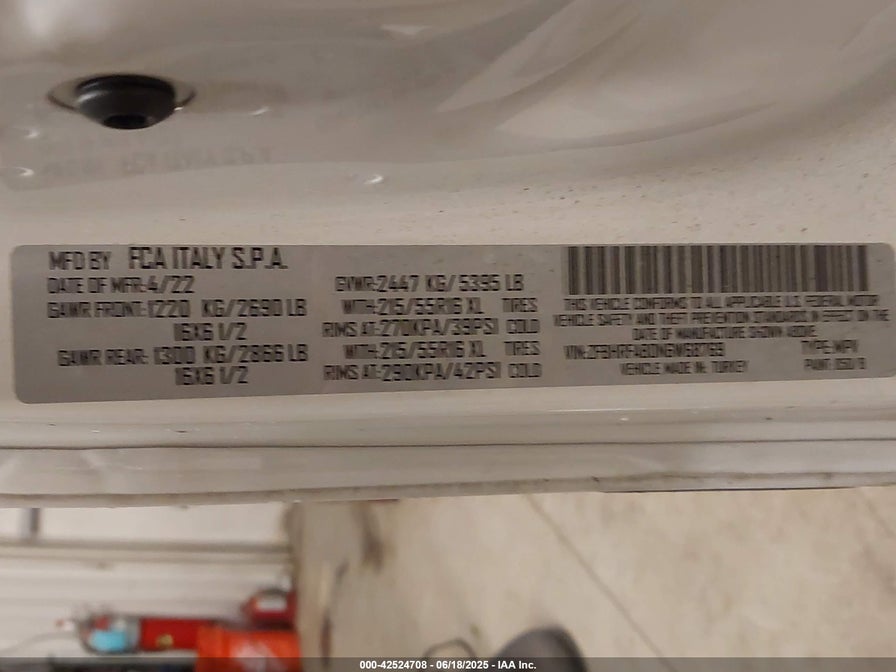 MFD BY FCA ITALY S.P.A.
DATE OF MFR:4/22
GAWR FRONT:1220 KG/2690 LB
16X6 1/2
GAWR REAR: 1300 KG/2866 LB
16X6 1/2
GVWR:2447 KG/5395 LB
WITH:215/55R16 XL TIRES
RIMS AT:270KPA/39PSI COLD
WITH:215/55R16 XL TIRES
RIMS AT:290KPA/42PSI COLD
THIS VEHICLE CONFORMS TO ALL APPLICABLE U.S. FEDERAL MOTOR
VEHICLE SAFETY AND THEFT PREVENTION STANDARDS IN EFFECT ON THE
DATE OF MANUFACTURE SHOWN ABOVE.
VIN: TYPE:MPV
VEHICLE MADE IN: TURKEY
PAINT:
000-42524708 - 06/18/2025 - IAA Inc.